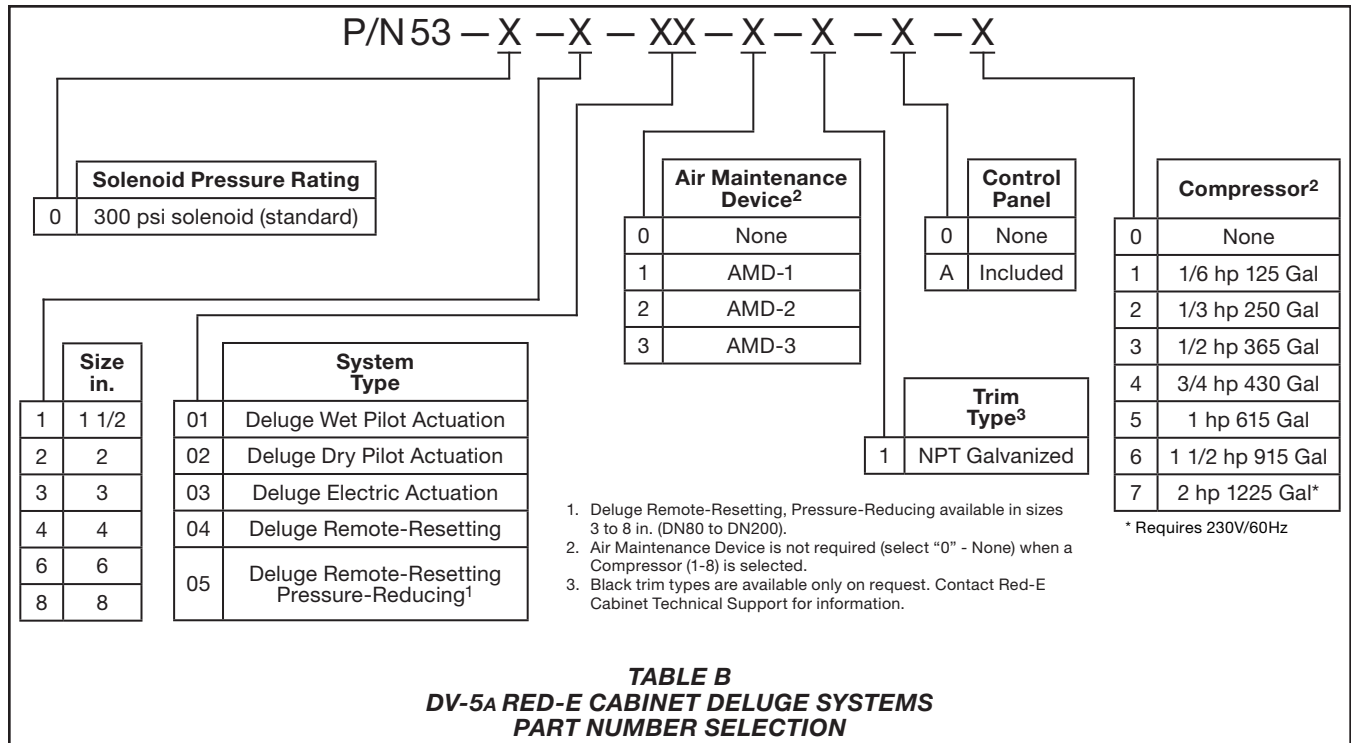 P/N 53 — X — X — XX — X — X — X — X
Solenoid Pressure Rating
0 300 psi solenoid (standard)
Size
in.
1 1 1/2
2 2
3 3
4 4
6 6
8 8
System
Type
01 Deluge Wet Pilot Actuation
02 Deluge Dry Pilot Actuation
03 Deluge Electric Actuation
04 Deluge Remote-Resetting
05 Deluge Remote-Resetting
Pressure-Reducing1
Air Maintenance
Device2
0 None
1 AMD-1
2 AMD-2
3 AMD-3
Trim
Type3
1 NPT Galvanized
Control
Panel
0 None
A Included
Compressor2
0 None
1 1/6 hp 125 Gal
2 1/3 hp 250 Gal
3 1/2 hp 365 Gal
4 3/4 hp 430 Gal
5 1 hp 615 Gal
6 1 1/2 hp 915 Gal
7 2 hp 1225 Gal*
* Requires 230V/60Hz
1. Deluge Remote-Resetting, Pressure-Reducing available in sizes
3 to 8 in. (DN80 to DN200).
2. Air Maintenance Device is not required (select “0” - None) when a
Compressor (1-8) is selected.
3. Black trim types are available only on request. Contact Red-E
Cabinet Technical Support for information.
TABLE B
DV-5A RED-E CABINET DELUGE SYSTEMS
PART NUMBER SELECTION